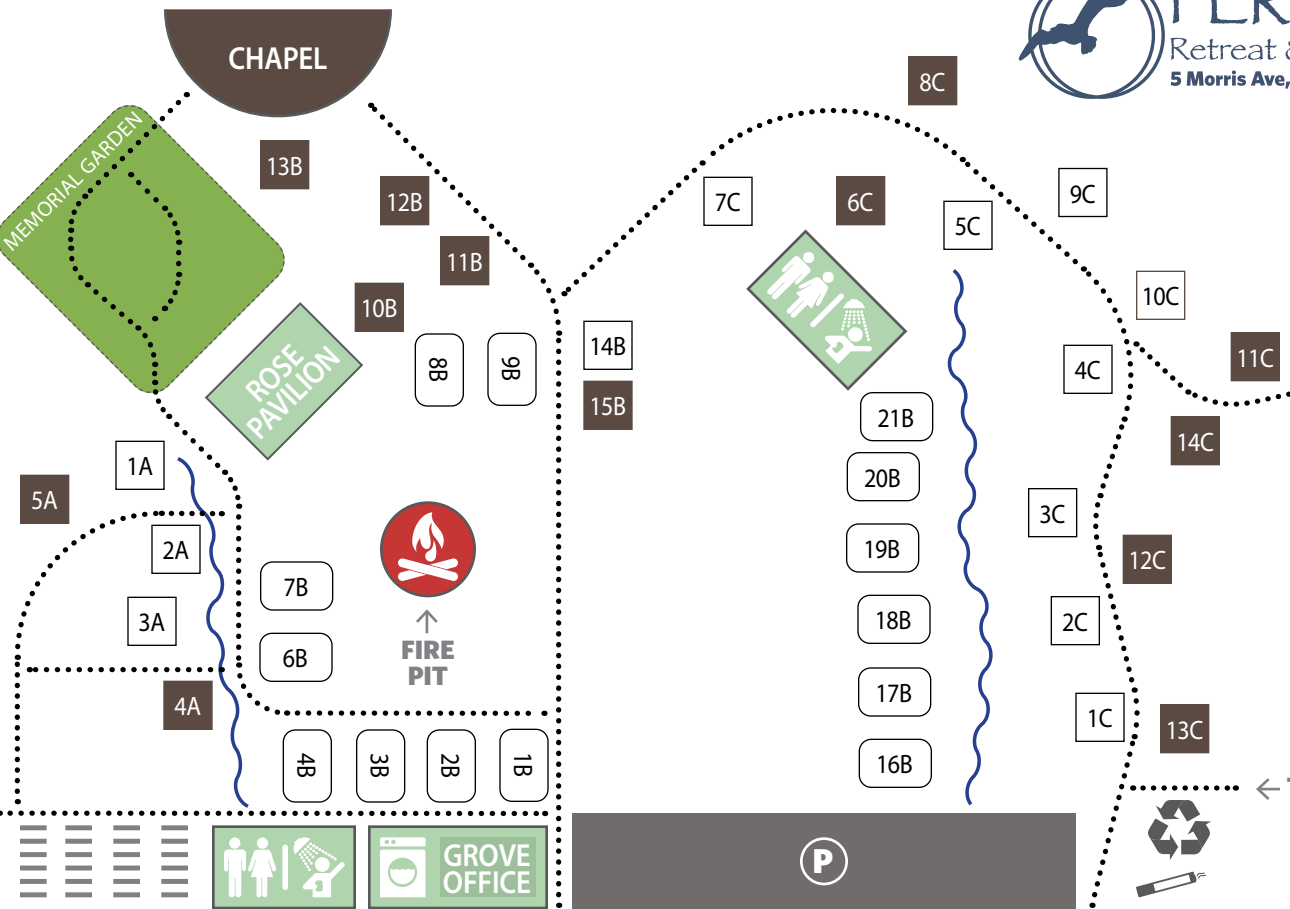 Retreat &
5 Morris Ave,
CHAPEL
8C
MEMORIAL GARDEN
13B
12B
7C
6C
9C
5C
11B
10B
10C
ROSE
PAVILION
8B
9B
14B
4C
11C
15B
21B
14C
1A
20B
5A
3C
2A
19B
12C
7B
3A
18B
2C
FIRE
PIT
6B
17B
4A
1C
13C
4B
3B
2B
1B
16B
GROVE
OFFICE
P